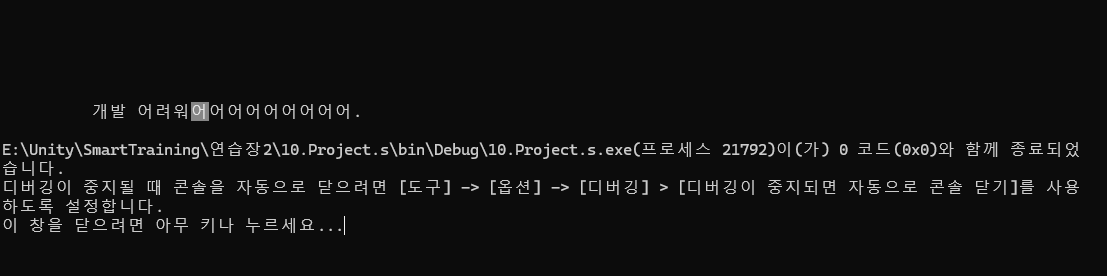 개발 어려워어어어어어어어어어.
E:\Unity\SmartTraining\연습장2\10.Project.s\bin\Debug\10.Project.s.exe(프로세스 21792)이(가) 0 코드(0x0)와 함께 종료되었
습니다.
디버깅이 중지될 때 콘솔을 자동으로 닫으려면 [도구] -> [옵션] -> [디버깅] > [디버깅이 중지되면 자동으로 콘솔 닫기]를 사용
하도록 설정합니다.
이 창을 닫으려면 아무 키나 누르세요...